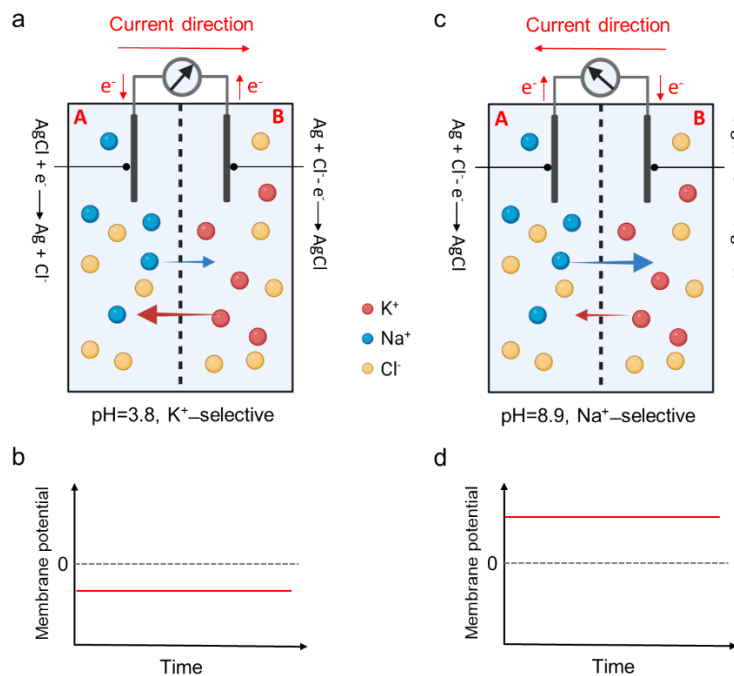 a
Current direction
e⁻
e⁻
A
B
AgCl + e⁻
Ag + Cl⁻
Ag + Cl⁻- e⁻
AgCl
pH=3.8, K⁺–selective
K⁺
Na⁺
Cl⁻
c
Current direction
e⁻
e⁻
A
B
Ag + Cl⁻- e⁻
AgCl
pH=8.9, Na⁺–selective
b
Membrane potential
0
Time
d
Membrane potential
0
Time